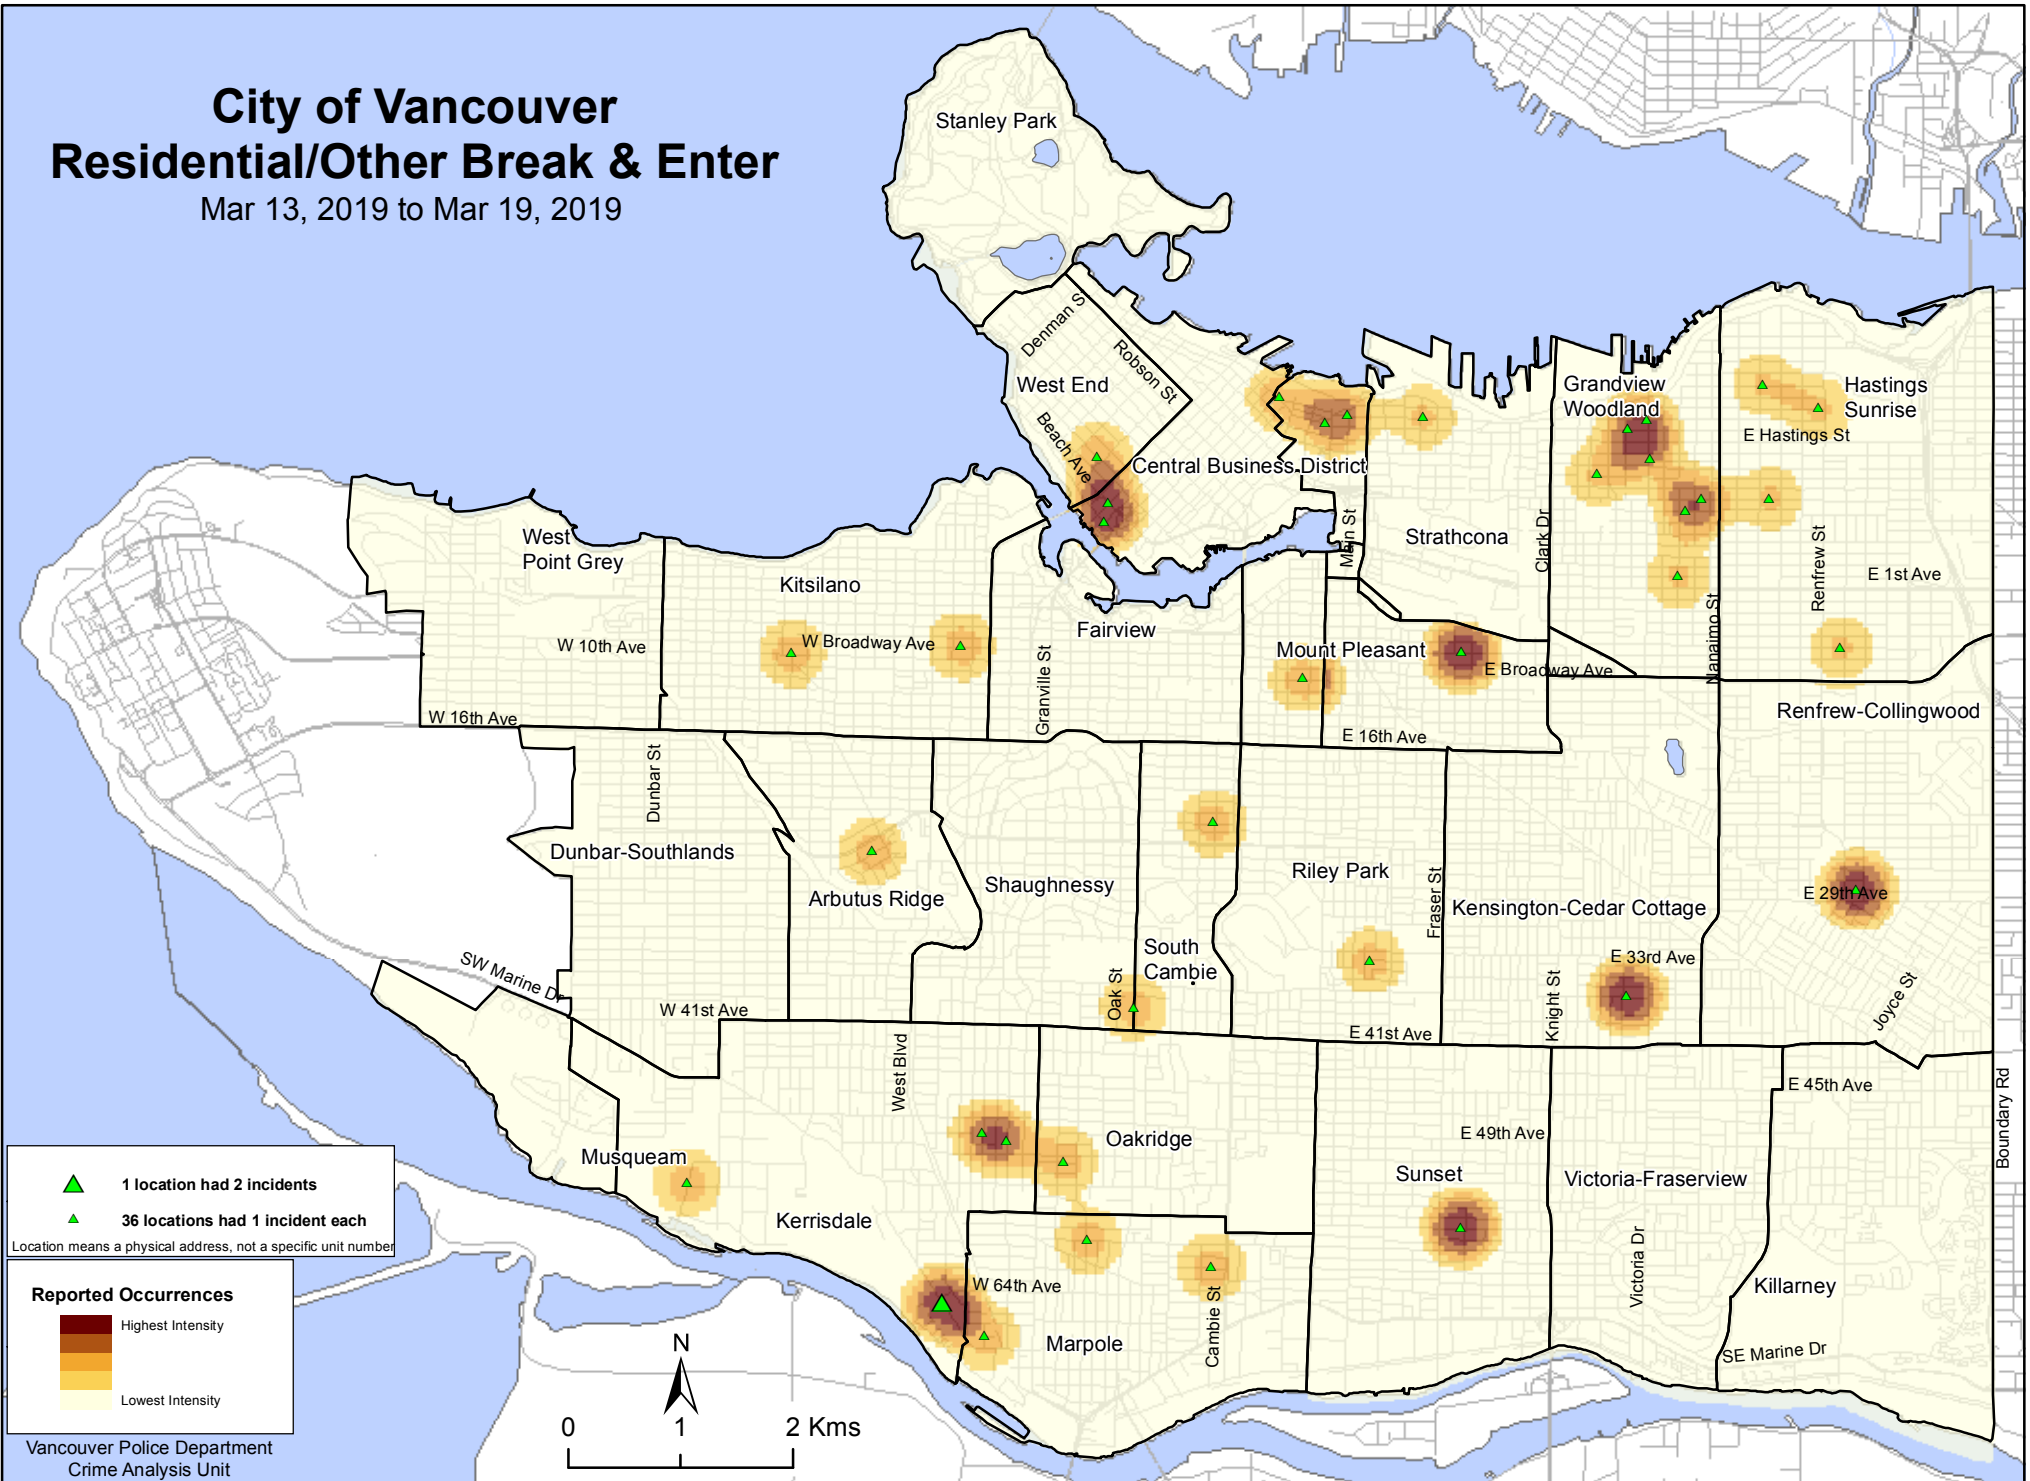 City of Vancouver
Residential/Other Break & Enter
Mar 13, 2019 to Mar 19, 2019
Stanley Park
Denman S
Robson St
West End
Beach Ave
Central Business District
Grandview
Woodland
Hastings
Sunrise
E Hastings St
West
Point Grey
Kitsilano
Fairview
Main St
Strathcona
Clark Dr
Renfrew St
E 1st Ave
Nanaimo St
W 10th Ave
W Broadway Ave
Granville St
Mount Pleasant
E Broadway Ave
W 16th Ave
E 16th Ave
Renfrew-Collingwood
Dunbar St
Dunbar-Southlands
Arbutus Ridge
Shaughnessy
Riley Park
Fraser St
Kensington-Cedar Cottage
E 29th Ave
South
Cambie
E 33rd Ave
SW Marine Dr
W 41st Ave
Oak St
E 41st Ave
Knight St
Joyce St
West Blvd
E 45th Ave
Boundary Rd
Musqueam
Oakridge
E 49th Ave
Sunset
Victoria-Fraserview
Kerrisdale
W 64th Ave
Marpole
Cambie St
Victoria Dr
Killarney
SE Marine Dr
1 location had 2 incidents
36 locations had 1 incident each
Location means a physical address, not a specific unit number
Reported Occurrences
Highest Intensity
Lowest Intensity
N
0 1 2 Kms
Vancouver Police Department
Crime Analysis Unit